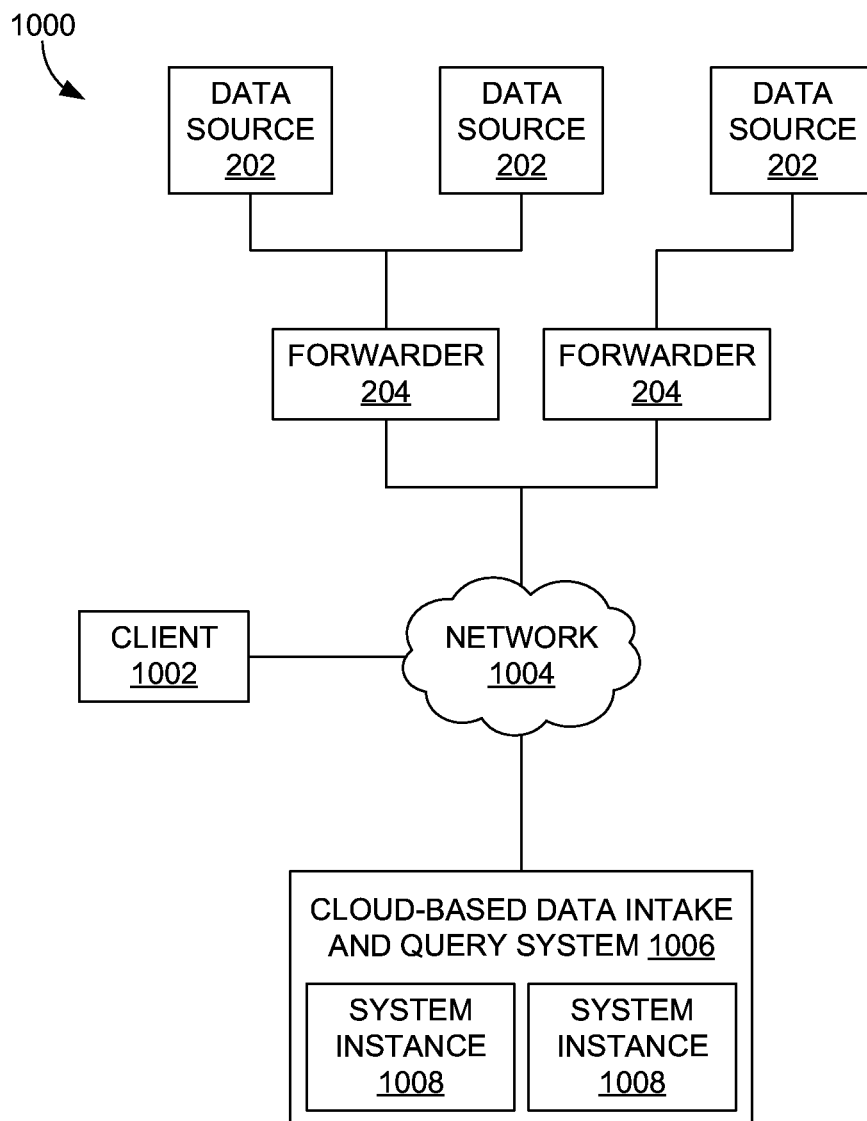 1000
DATA
SOURCE
202
DATA
SOURCE
202
DATA
SOURCE
202
FORWARDER
204
FORWARDER
204
CLIENT
1002
NETWORK
1004
CLOUD-BASED DATA INTAKE
AND QUERY SYSTEM 1006
SYSTEM
INSTANCE
1008
SYSTEM
INSTANCE
1008